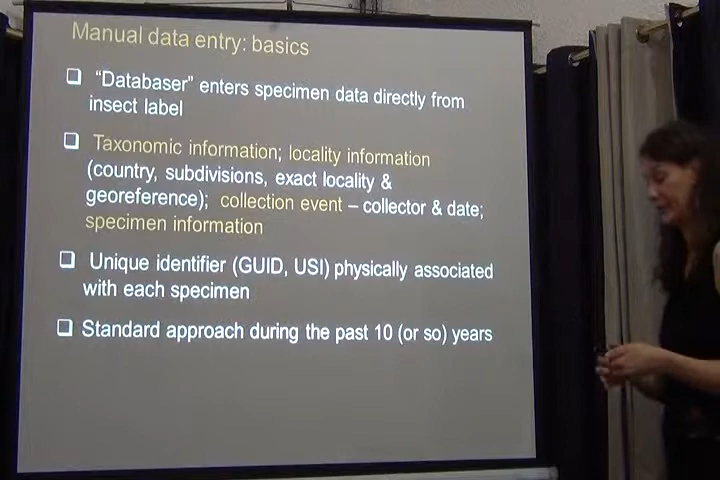 Manual data entry: basics
"Databaser" enters specimen data directly from
insect label
Taxonomic information; locality information
(country, subdivisions, exact locality &
georeference); collection event – collector & date;
specimen information
Unique identifier (GUID, USI) physically associated
with each specimen
Standard approach during the past 10 (or so) years